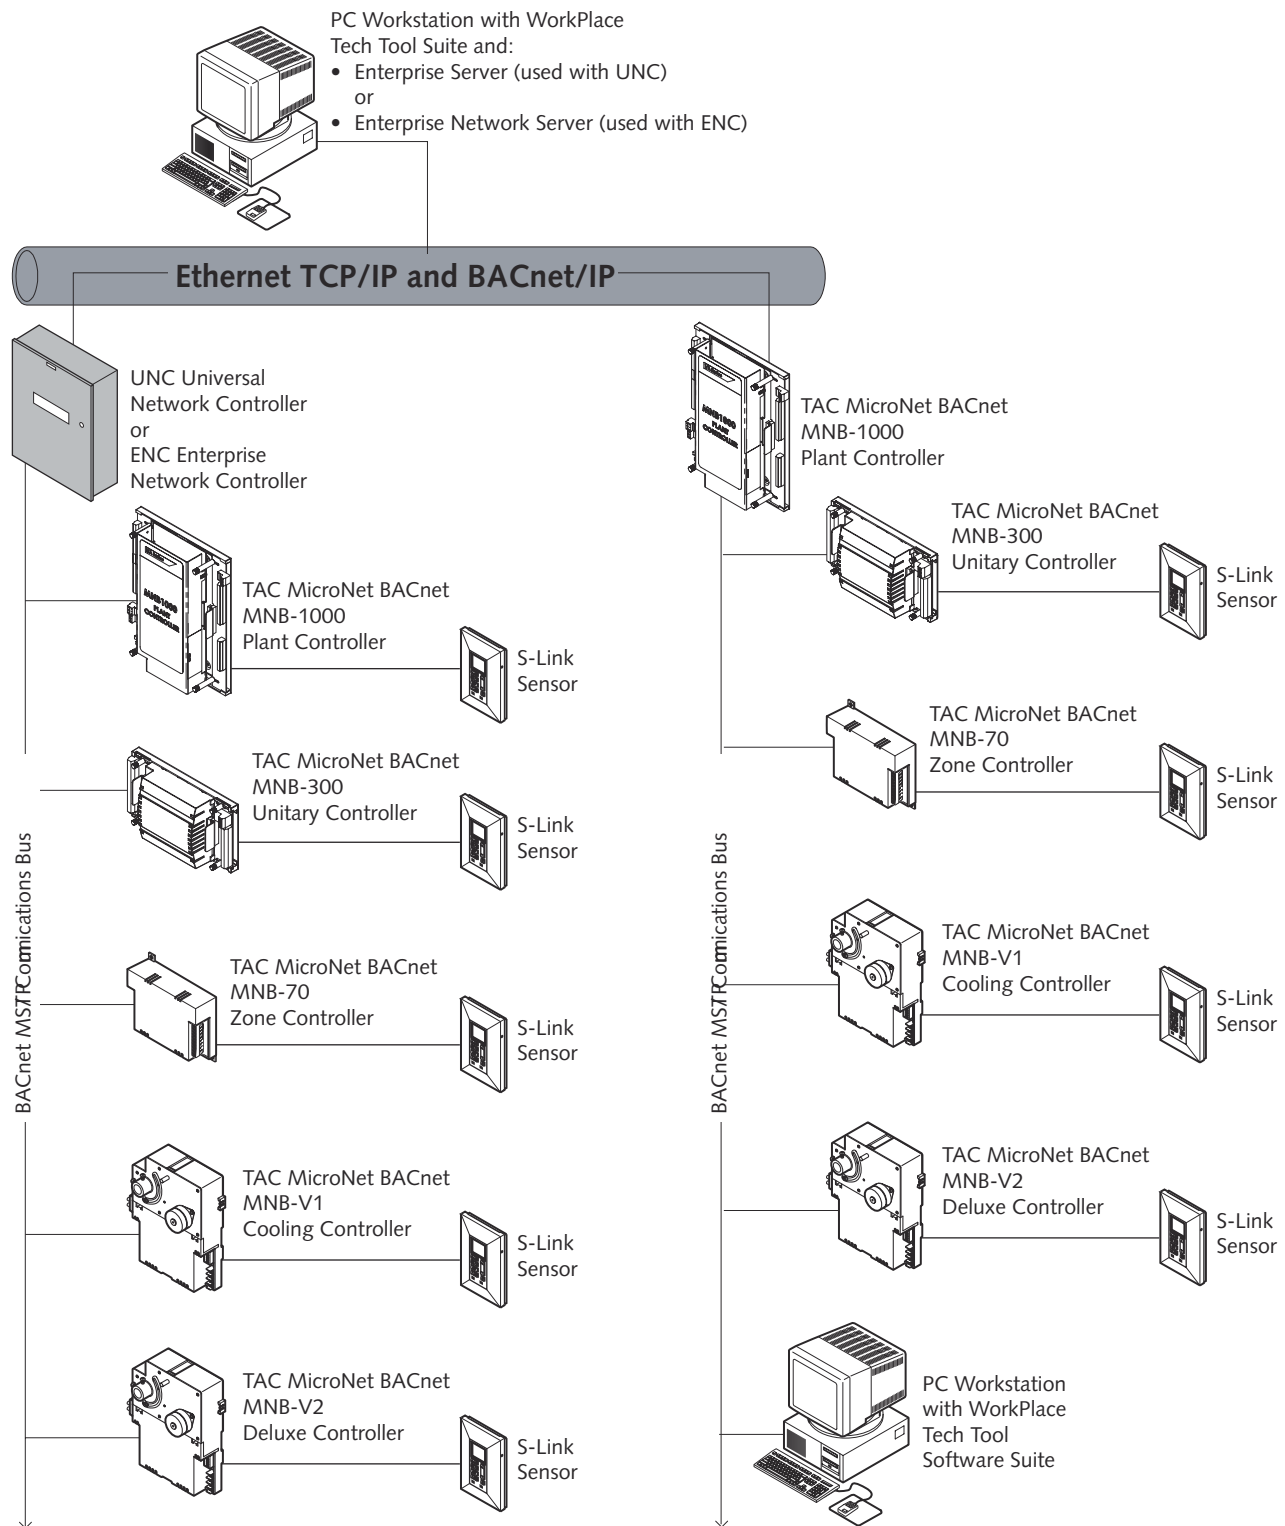 PC Workstation with WorkPlace
Tech Tool Suite and:
• Enterprise Server (used with UNC)
or
• Enterprise Network Server (used with ENC)
Ethernet TCP/IP and BACnet/IP
UNC Universal
Network Controller
or
ENC Enterprise
Network Controller
MNB1000
PLANT
CONTROLLER
TAC MicroNet BACnet
MNB-1000
Plant Controller
S-Link
Sensor
TAC MicroNet BACnet
MNB-300
Unitary Controller
S-Link
Sensor
TAC MicroNet BACnet
MNB-70
Zone Controller
S-Link
Sensor
TAC MicroNet BACnet
MNB-V1
Cooling Controller
S-Link
Sensor
TAC MicroNet BACnet
MNB-V2
Deluxe Controller
S-Link
Sensor
BACnet MS/TP Communications Bus
MNB1000
PLANT
CONTROLLER
TAC MicroNet BACnet
MNB-1000
Plant Controller
TAC MicroNet BACnet
MNB-300
Unitary Controller
S-Link
Sensor
TAC MicroNet BACnet
MNB-70
Zone Controller
S-Link
Sensor
TAC MicroNet BACnet
MNB-V1
Cooling Controller
S-Link
Sensor
TAC MicroNet BACnet
MNB-V2
Deluxe Controller
S-Link
Sensor
PC Workstation
with WorkPlace
Tech Tool
Software Suite
BACnet MS/TP Communications Bus